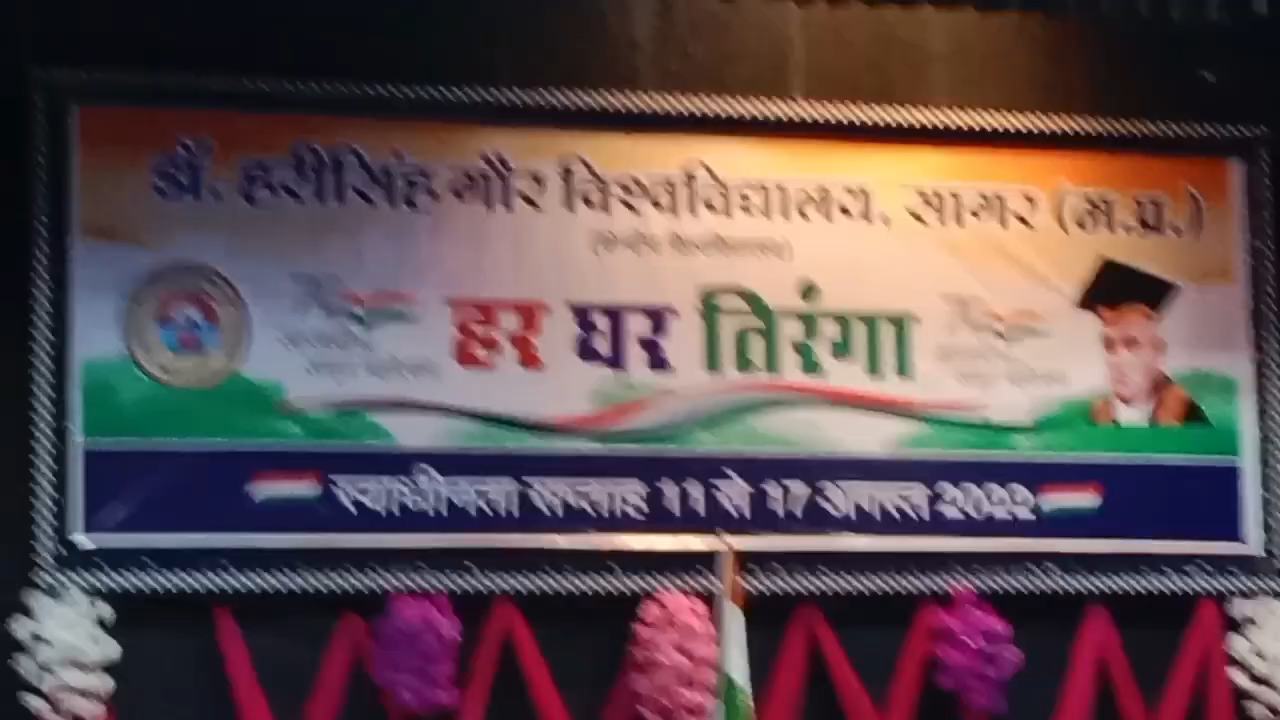 डॉ. हरीसिंह गौर विश्वविद्यालय, सागर (म.प्र.)
हर घर तिरंगा
स्वाधीनता सप्ताह 11 से 17 अगस्त 2022